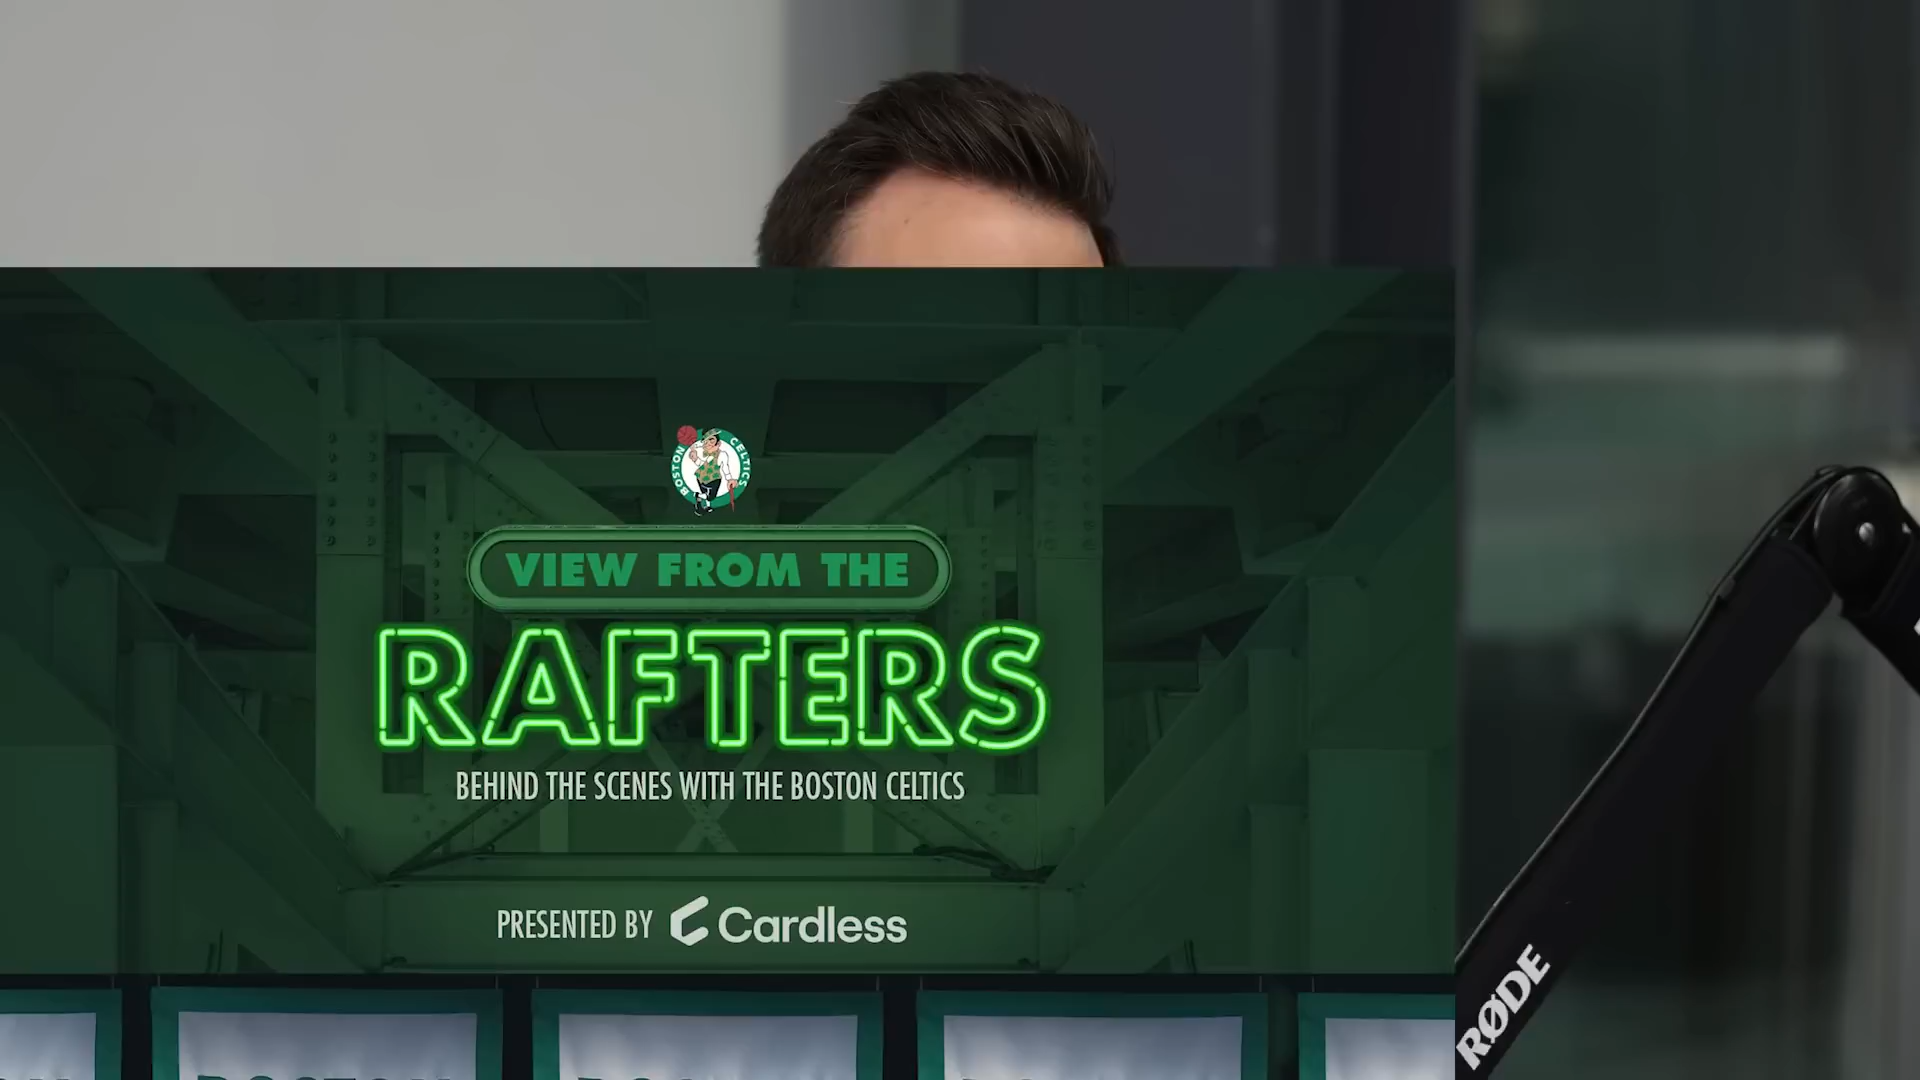 BOSTON CELTICS
VIEW FROM THE
RAFTERS
BEHIND THE SCENES WITH THE BOSTON CELTICS
PRESENTED BY Cardless
RØDE